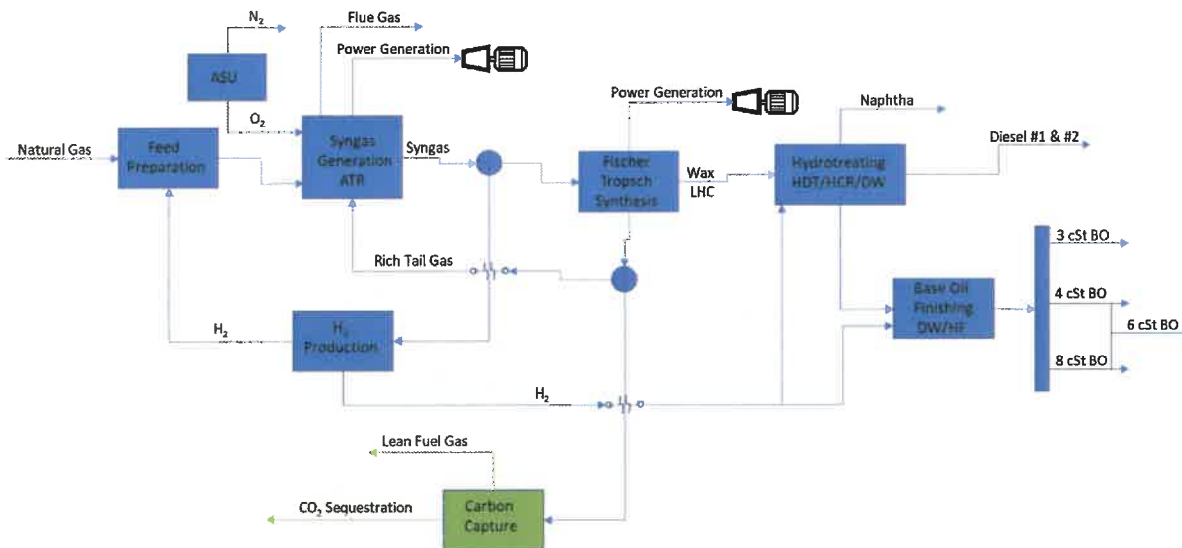 N₂
Flue Gas
Power Generation
ASU
O₂
Natural Gas
Feed
Preparation
Syngas
Generation
ATR
Syngas
Power Generation
Fischer
Tropsch
Synthesis
Wax
LHC
Naphtha
Diesel #1 & #2
Hydrotreating
HDT/HCR/DW
Rich Tail Gas
3 cSt BO
Base Oil
Finishing
DW/HF
4 cSt BO
6 cSt BO
8 cSt BO
H₂
H₂
Production
H₂
Lean Fuel Gas
CO₂ Sequestration
Carbon
Capture